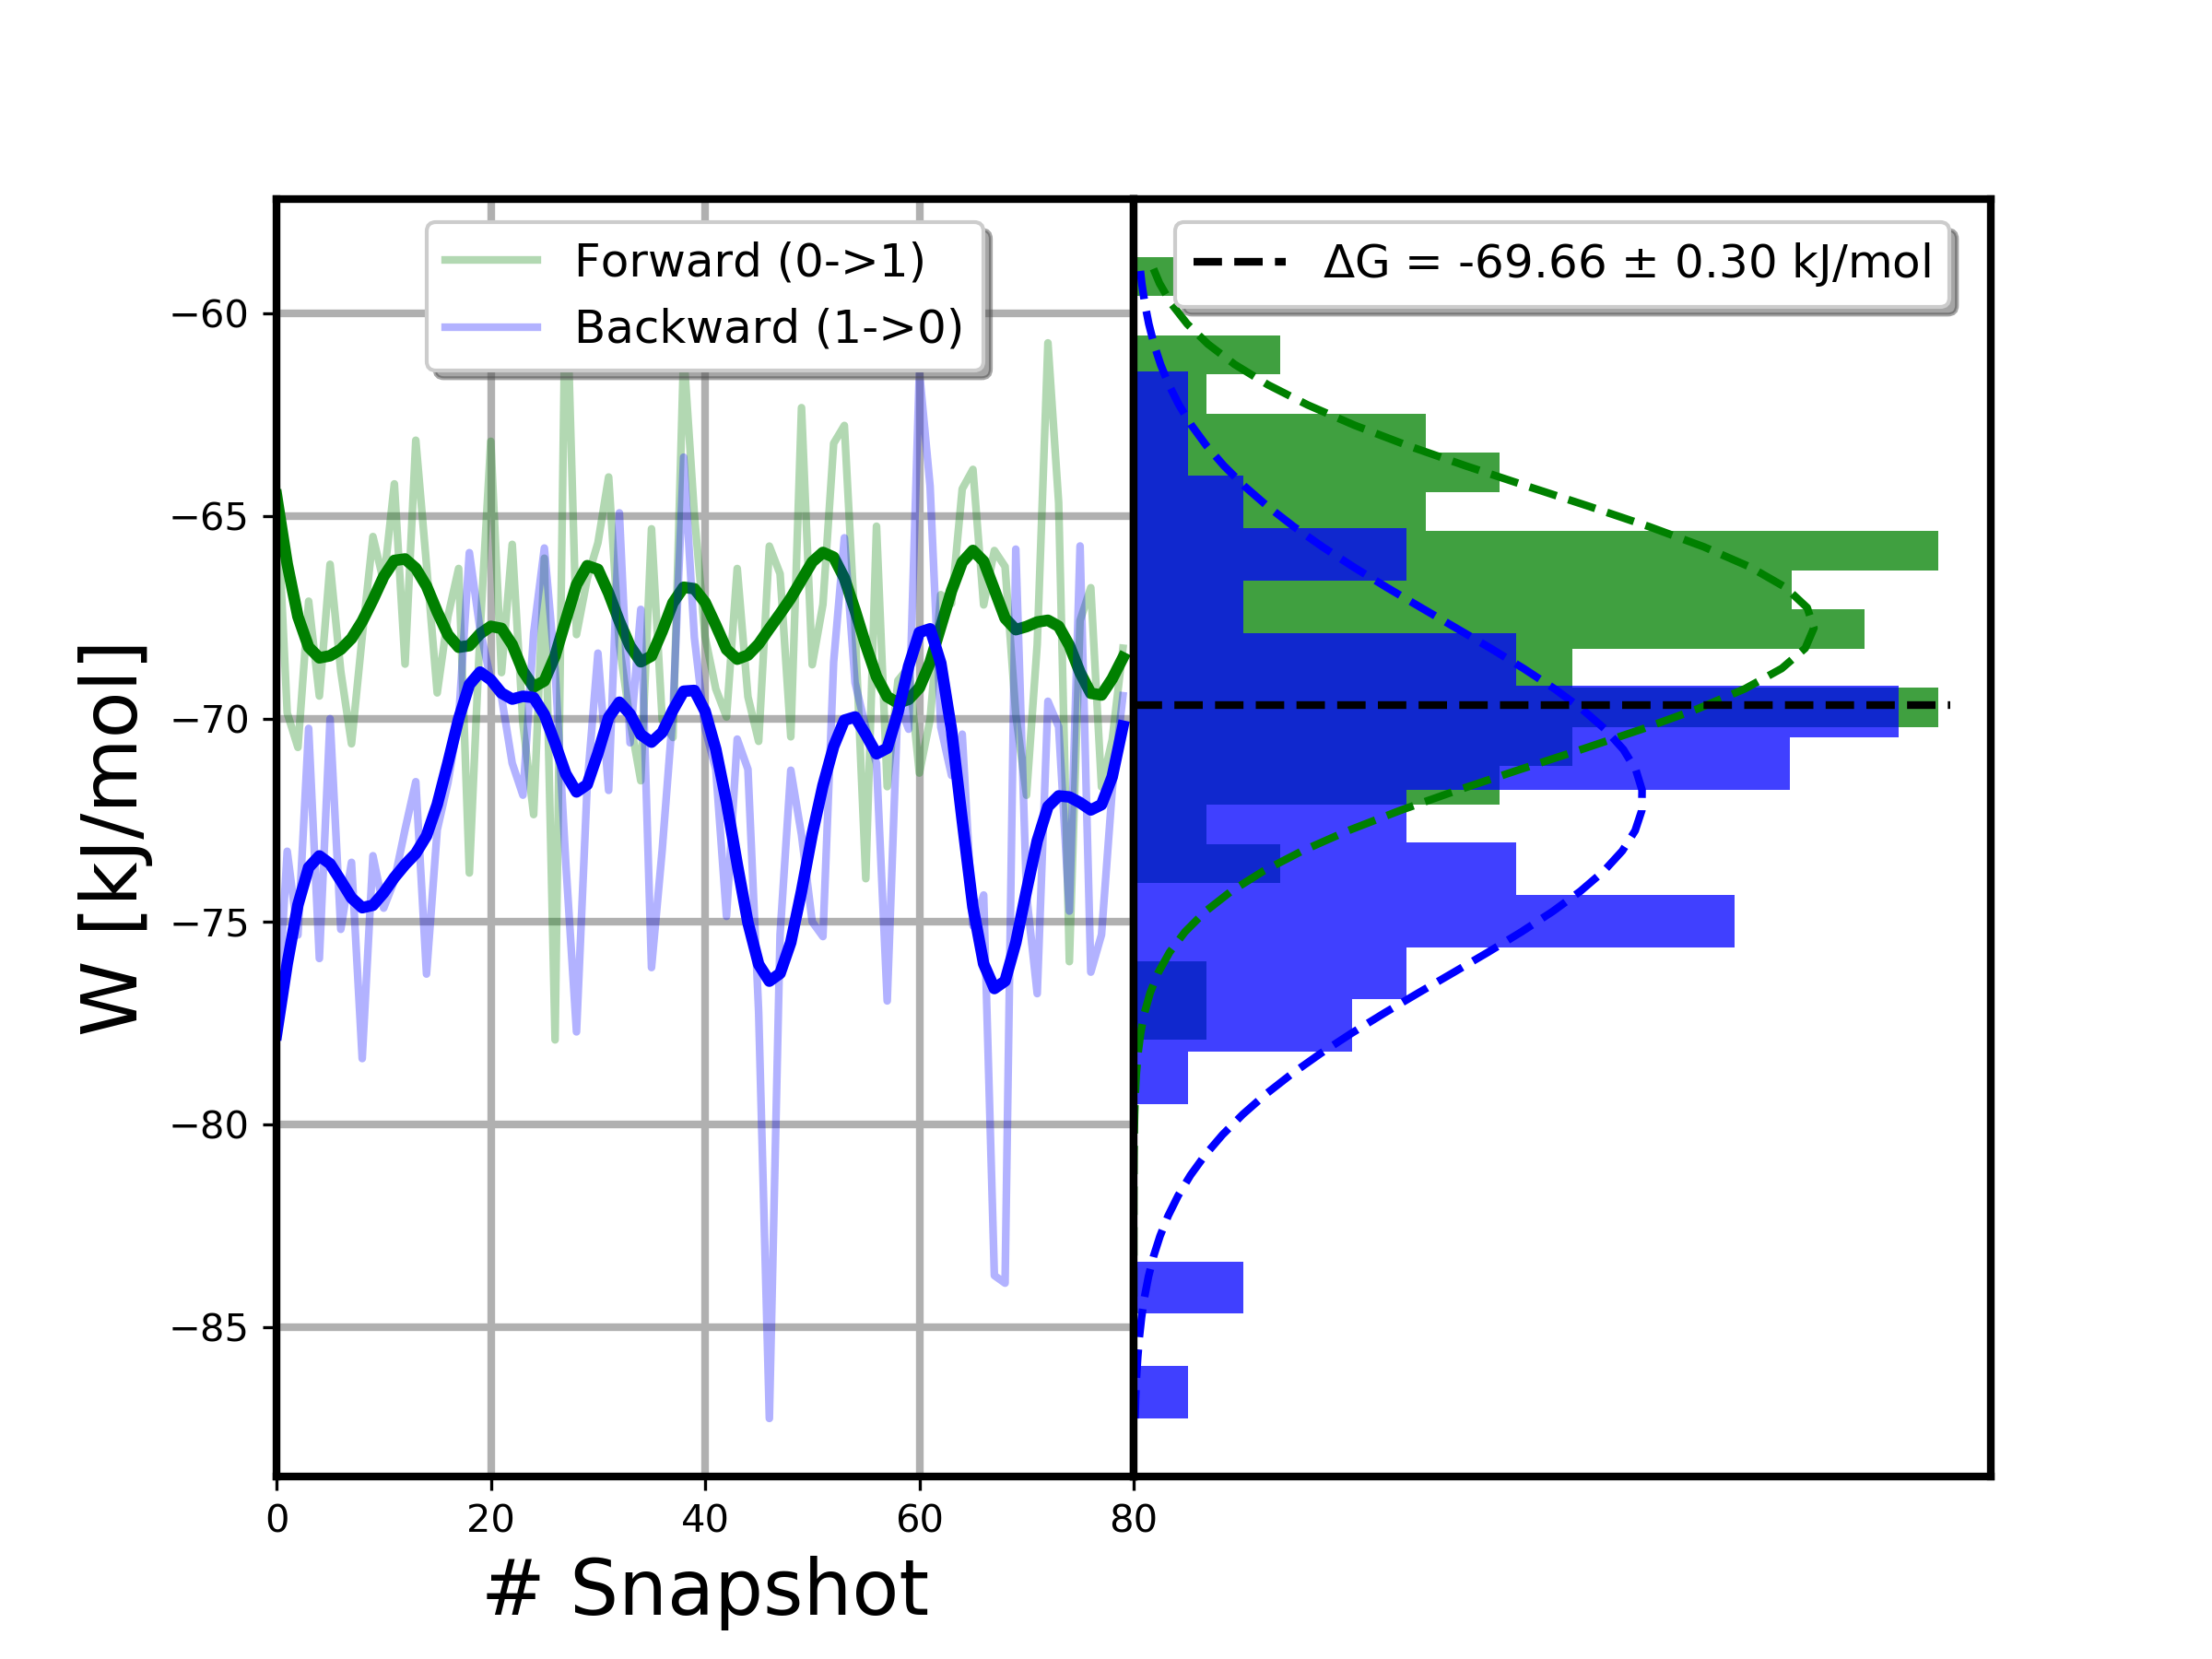 Forward (0->1)
Backward (1->0)
ΔG = -69.66 ± 0.30 kJ/mol
−60
−65
−70
−75
−80
−85
W [kJ/mol]
0 20 40 60 80
# Snapshot